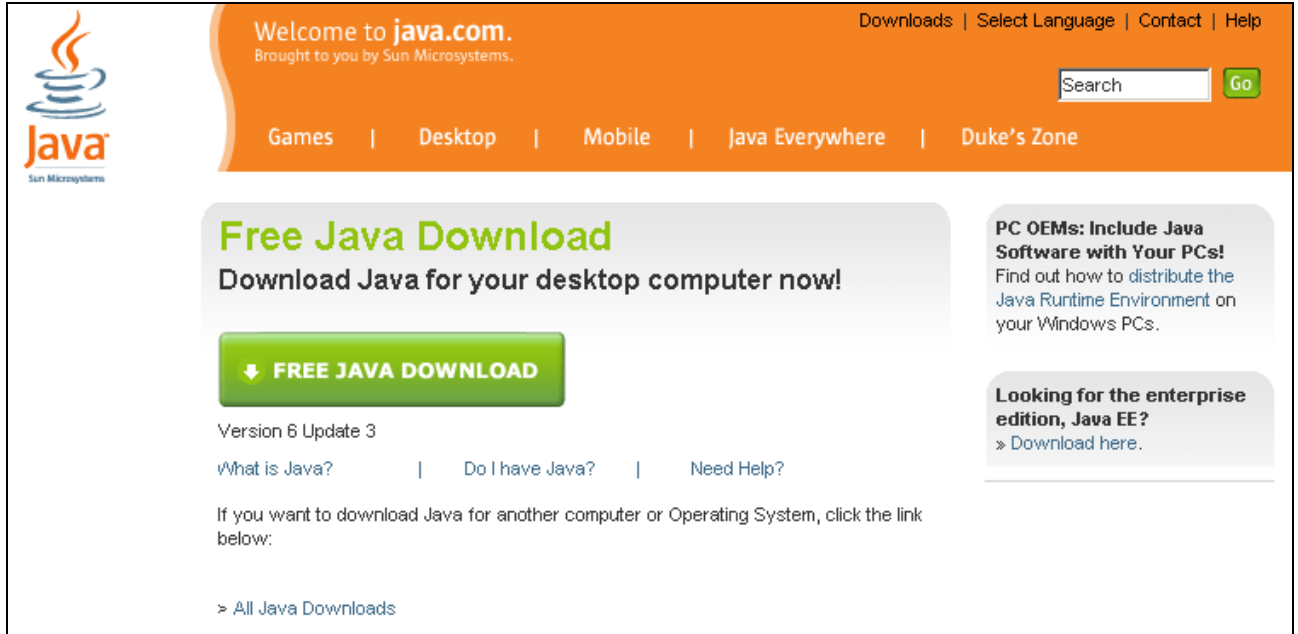 Java™
Sun Microsystems
Welcome to java.com.
Brought to you by Sun Microsystems.
Downloads | Select Language | Contact | Help
Search Go
Games | Desktop | Mobile | Java Everywhere | Duke's Zone
Free Java Download
Download Java for your desktop computer now!
FREE JAVA DOWNLOAD
Version 6 Update 3
What is Java? | Do I have Java? | Need Help?
If you want to download Java for another computer or Operating System, click the link
below:
» All Java Downloads
PC OEMs: Include Java
Software with Your PCs!
Find out how to distribute the
Java Runtime Environment on
your Windows PCs.
Looking for the enterprise
edition, Java EE?
» Download here.